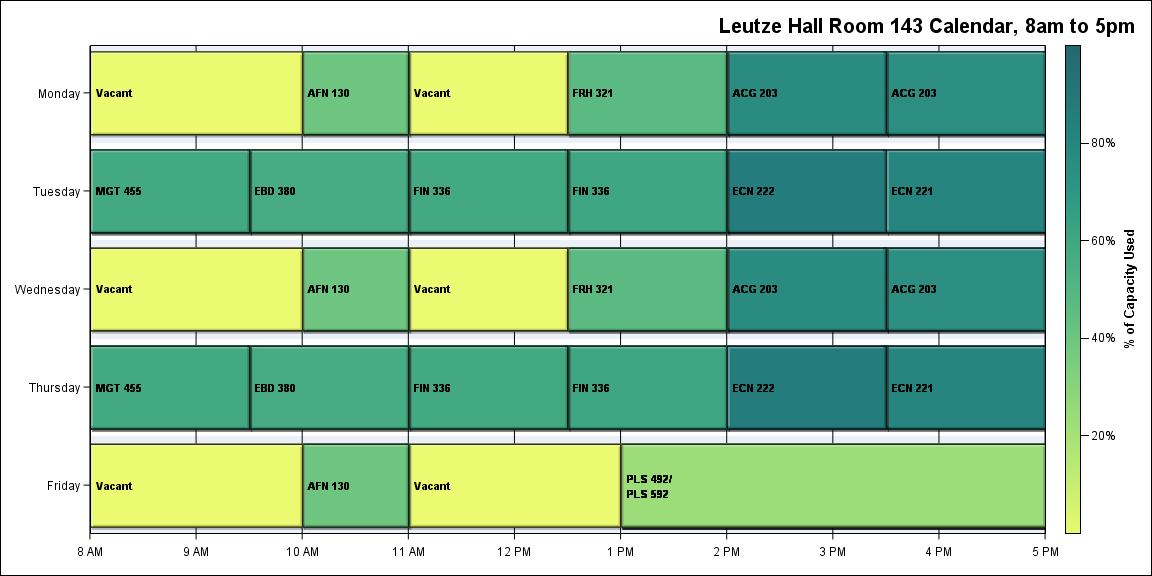 Leutze Hall Room 143 Calendar, 8am to 5pm
Monday
Vacant
AFN 130
Vacant
FRH 321
ACG 203
ACG 203
Tuesday
MGT 455
EBD 380
FIN 336
FIN 336
ECN 222
ECN 221
Wednesday
Vacant
AFN 130
Vacant
FRH 321
ACG 203
ACG 203
Thursday
MGT 455
EBD 380
FIN 336
FIN 336
ECN 222
ECN 221
Friday
Vacant
AFN 130
Vacant
PLS 492/
PLS 592
8 AM
9 AM
10 AM
11 AM
12 PM
1 PM
2 PM
3 PM
4 PM
5 PM
80%
60%
40%
20%
% of Capacity Used